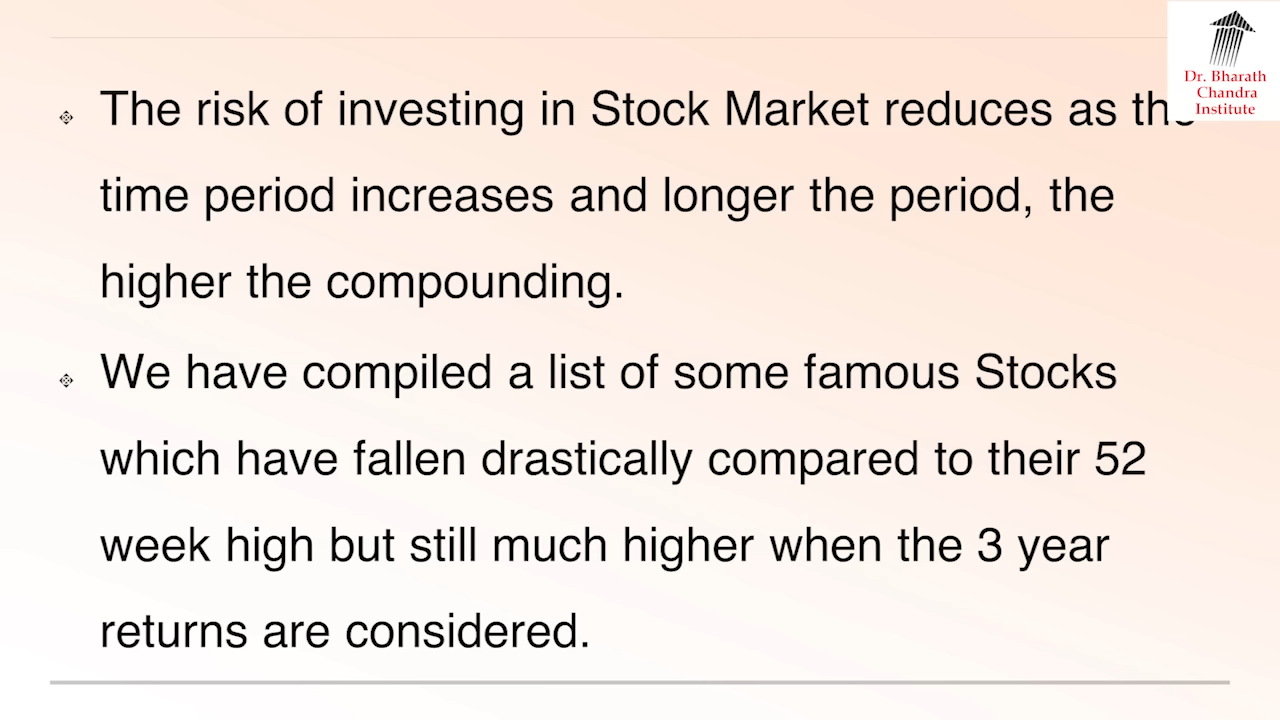 Dr. Bharath
Chandra
Institute
The risk of investing in Stock Market reduces as the
time period increases and longer the period, the
higher the compounding.
We have compiled a list of some famous Stocks
which have fallen drastically compared to their 52
week high but still much higher when the 3 year
returns are considered.